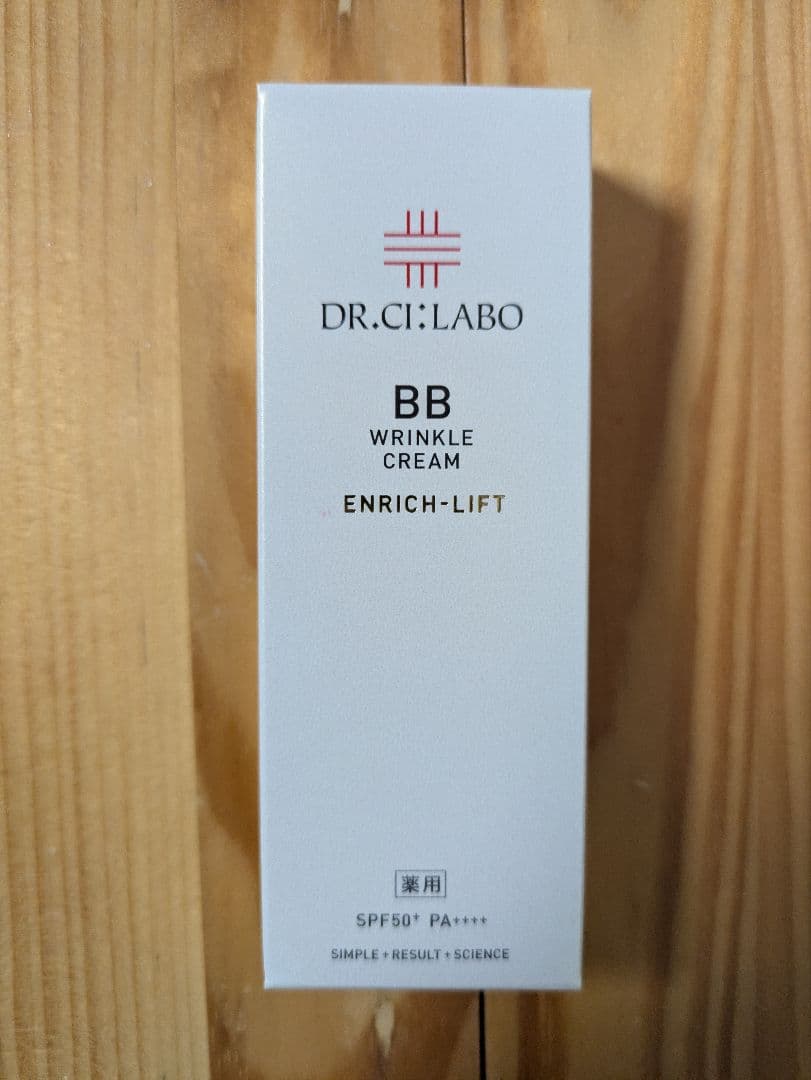 DR.CI:LABO
BB
WRINKLE
CREAM
ENRICH-LIFT
薬用
SPF50+ PA++++
SIMPLE+RESULT+SCIENCE